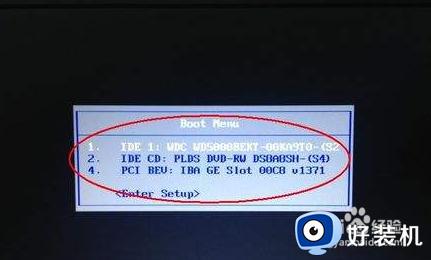 Boot Menu
1. IDE 1: WDC WD5000BEKT-00KA9T0-(S2
2. IDE CD: PLDS DVD-RW DS8A8SH-(S4)
4. PCI BEV: IBA GE Slot 00C8 v1371
<Enter Setup>
好装机